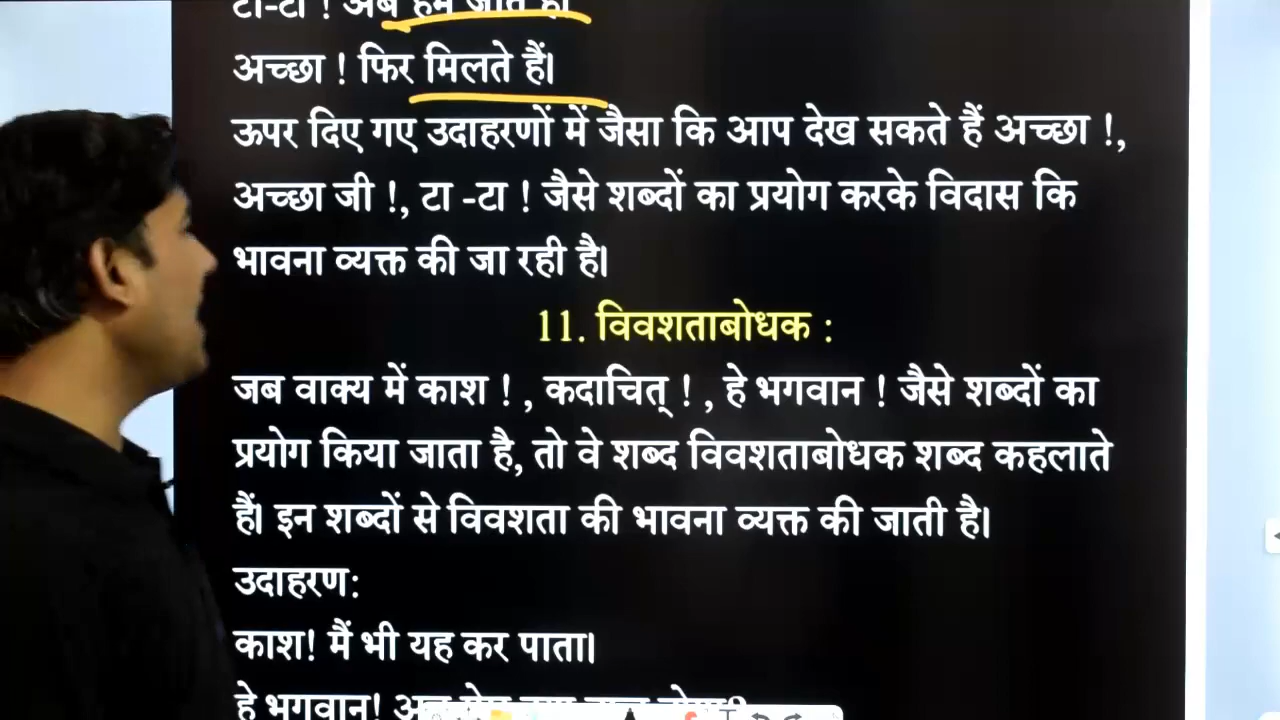 टा-टा ! अब हम जाते हैं।
अच्छा ! फिर मिलते हैं।
ऊपर दिए गए उदाहरणों में जैसा कि आप देख सकते हैं अच्छा !,
अच्छा जी !, टा -टा ! जैसे शब्दों का प्रयोग करके विदास कि
भावना व्यक्त की जा रही है।
11. विवशताबोधक :
जब वाक्य में काश ! , कदाचित् ! , हे भगवान ! जैसे शब्दों का
प्रयोग किया जाता है, तो वे शब्द विवशताबोधक शब्द कहलाते
हैं। इन शब्दों से विवशता की भावना व्यक्त की जाती है।
उदाहरण:
काश! मैं भी यह कर पाता।
हे भगवान! अब